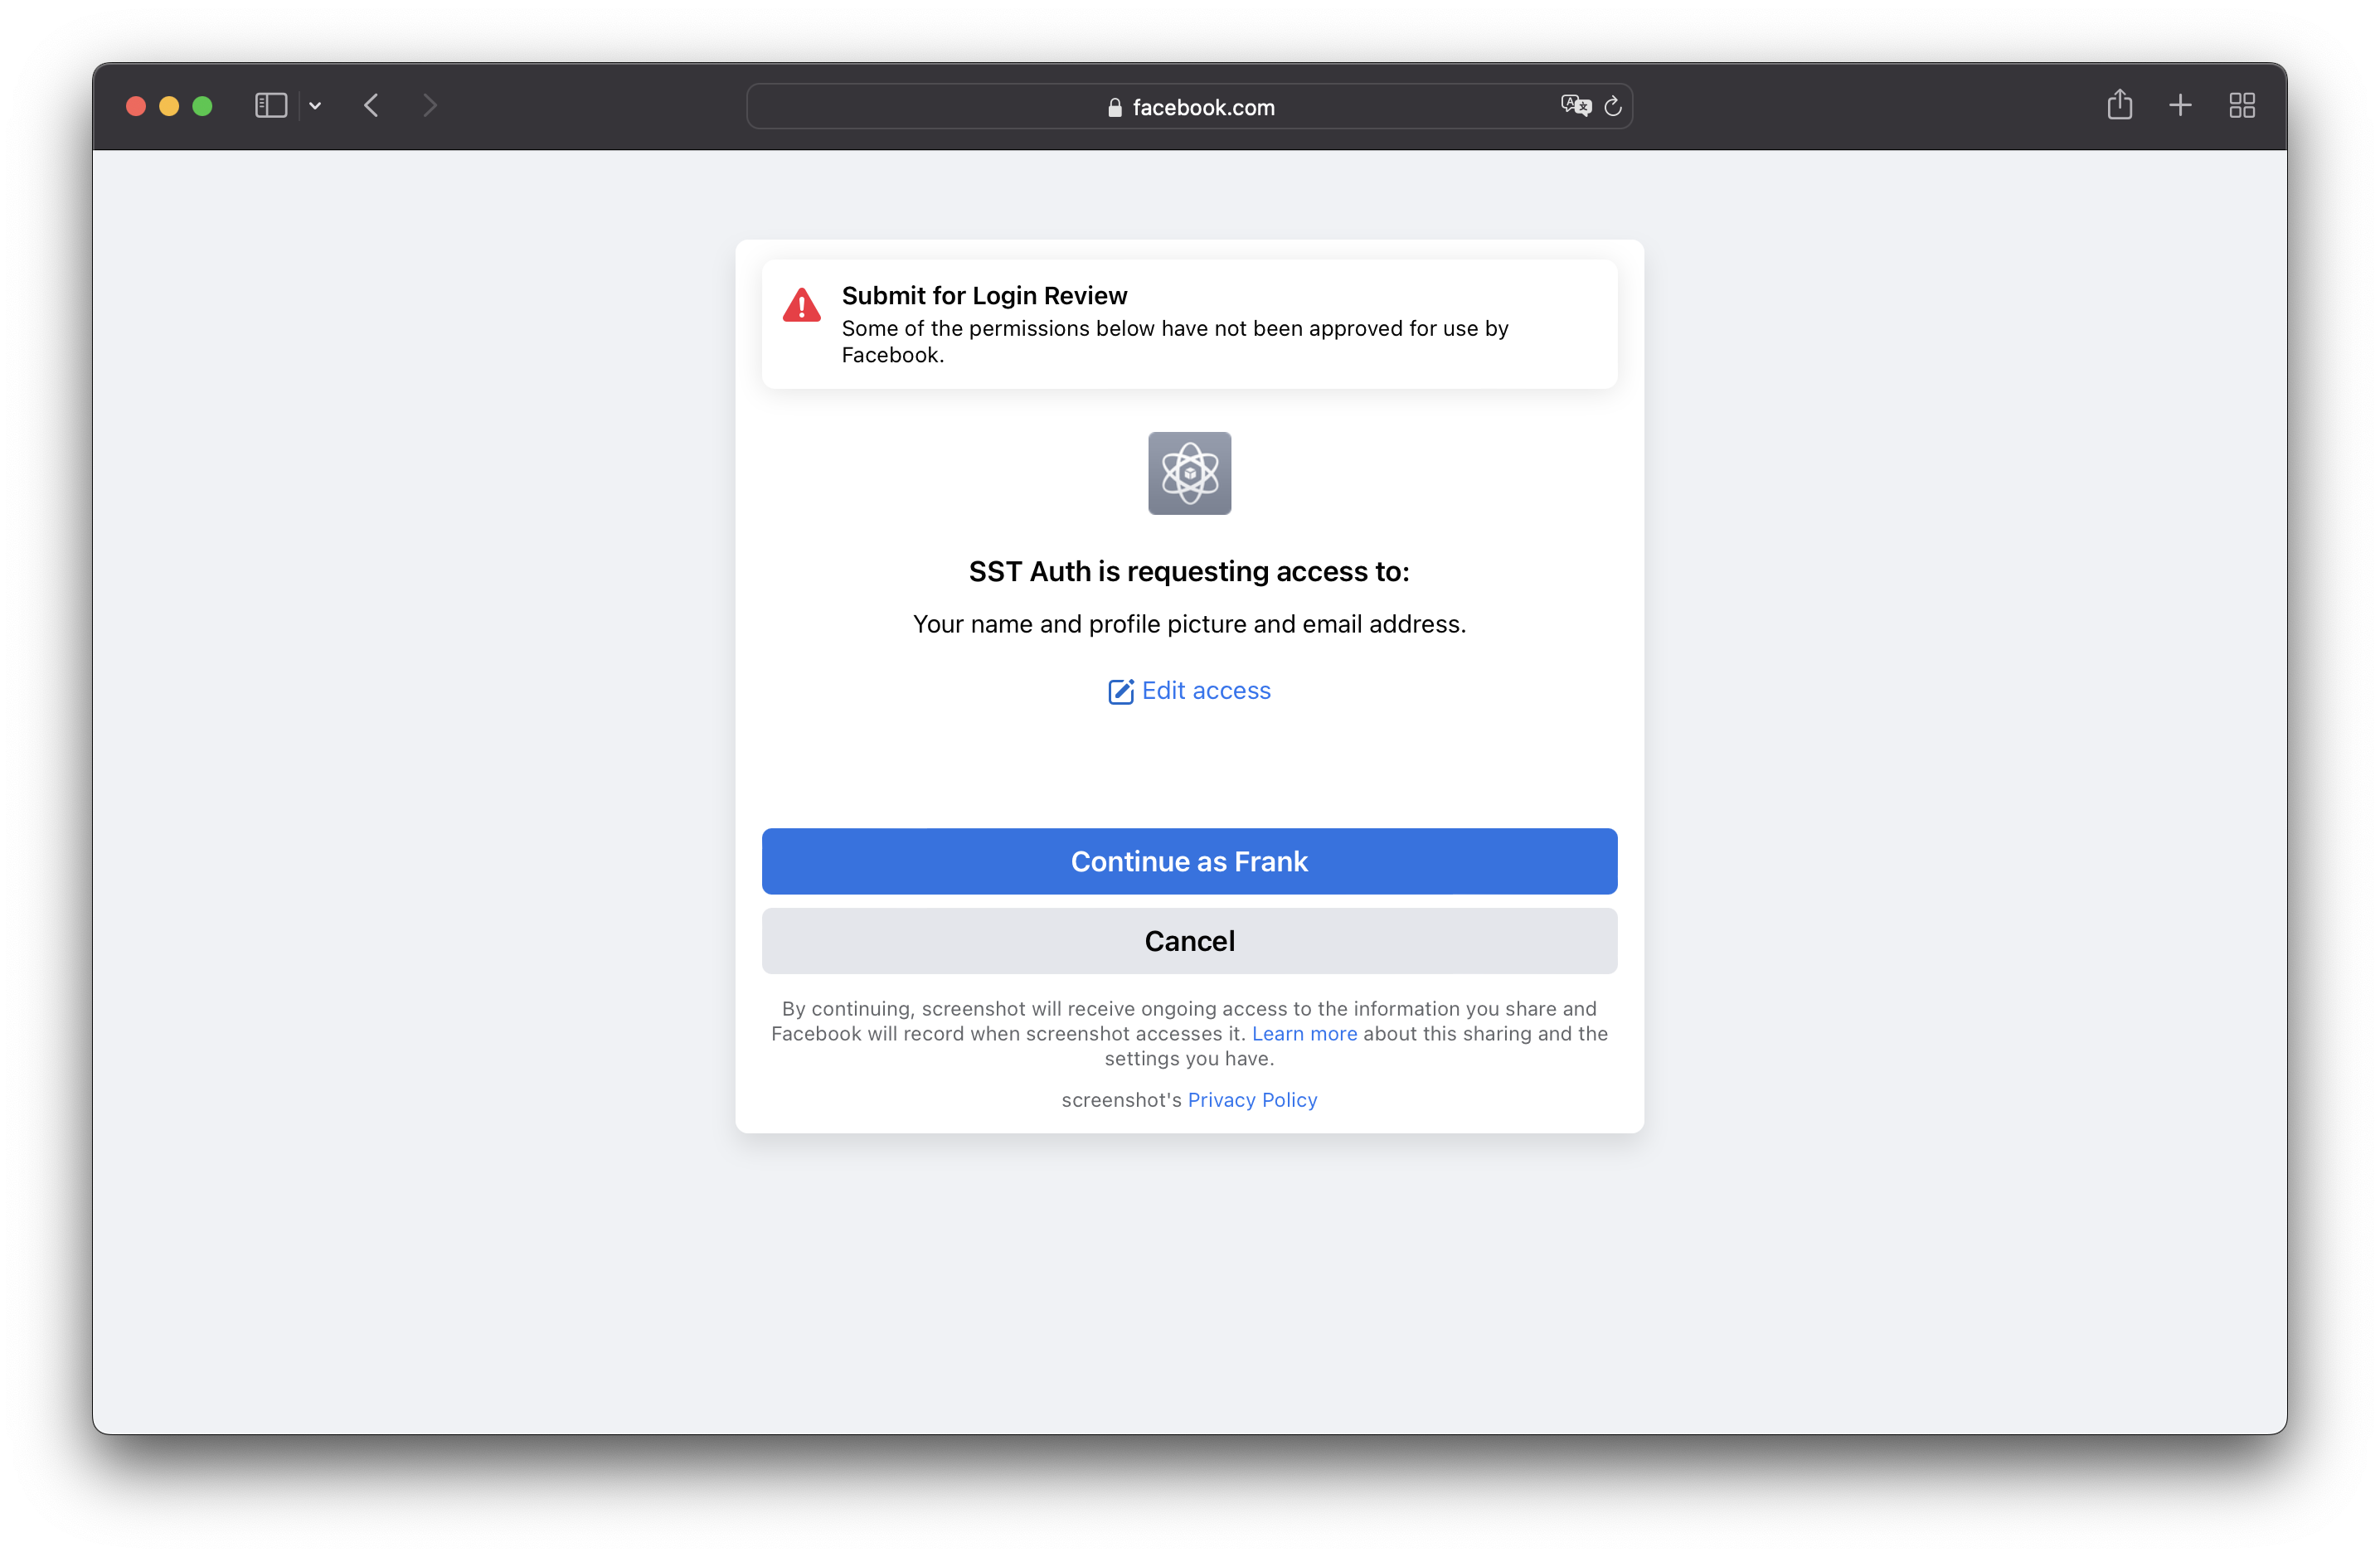 facebook.com
Submit for Login Review
Some of the permissions below have not been approved for use by
Facebook.
SST Auth is requesting access to:
Your name and profile picture and email address.
Edit access
Continue as Frank
Cancel
By continuing, screenshot will receive ongoing access to the information you share and
Facebook will record when screenshot accesses it. Learn more about this sharing and the
settings you have.
screenshot's Privacy Policy